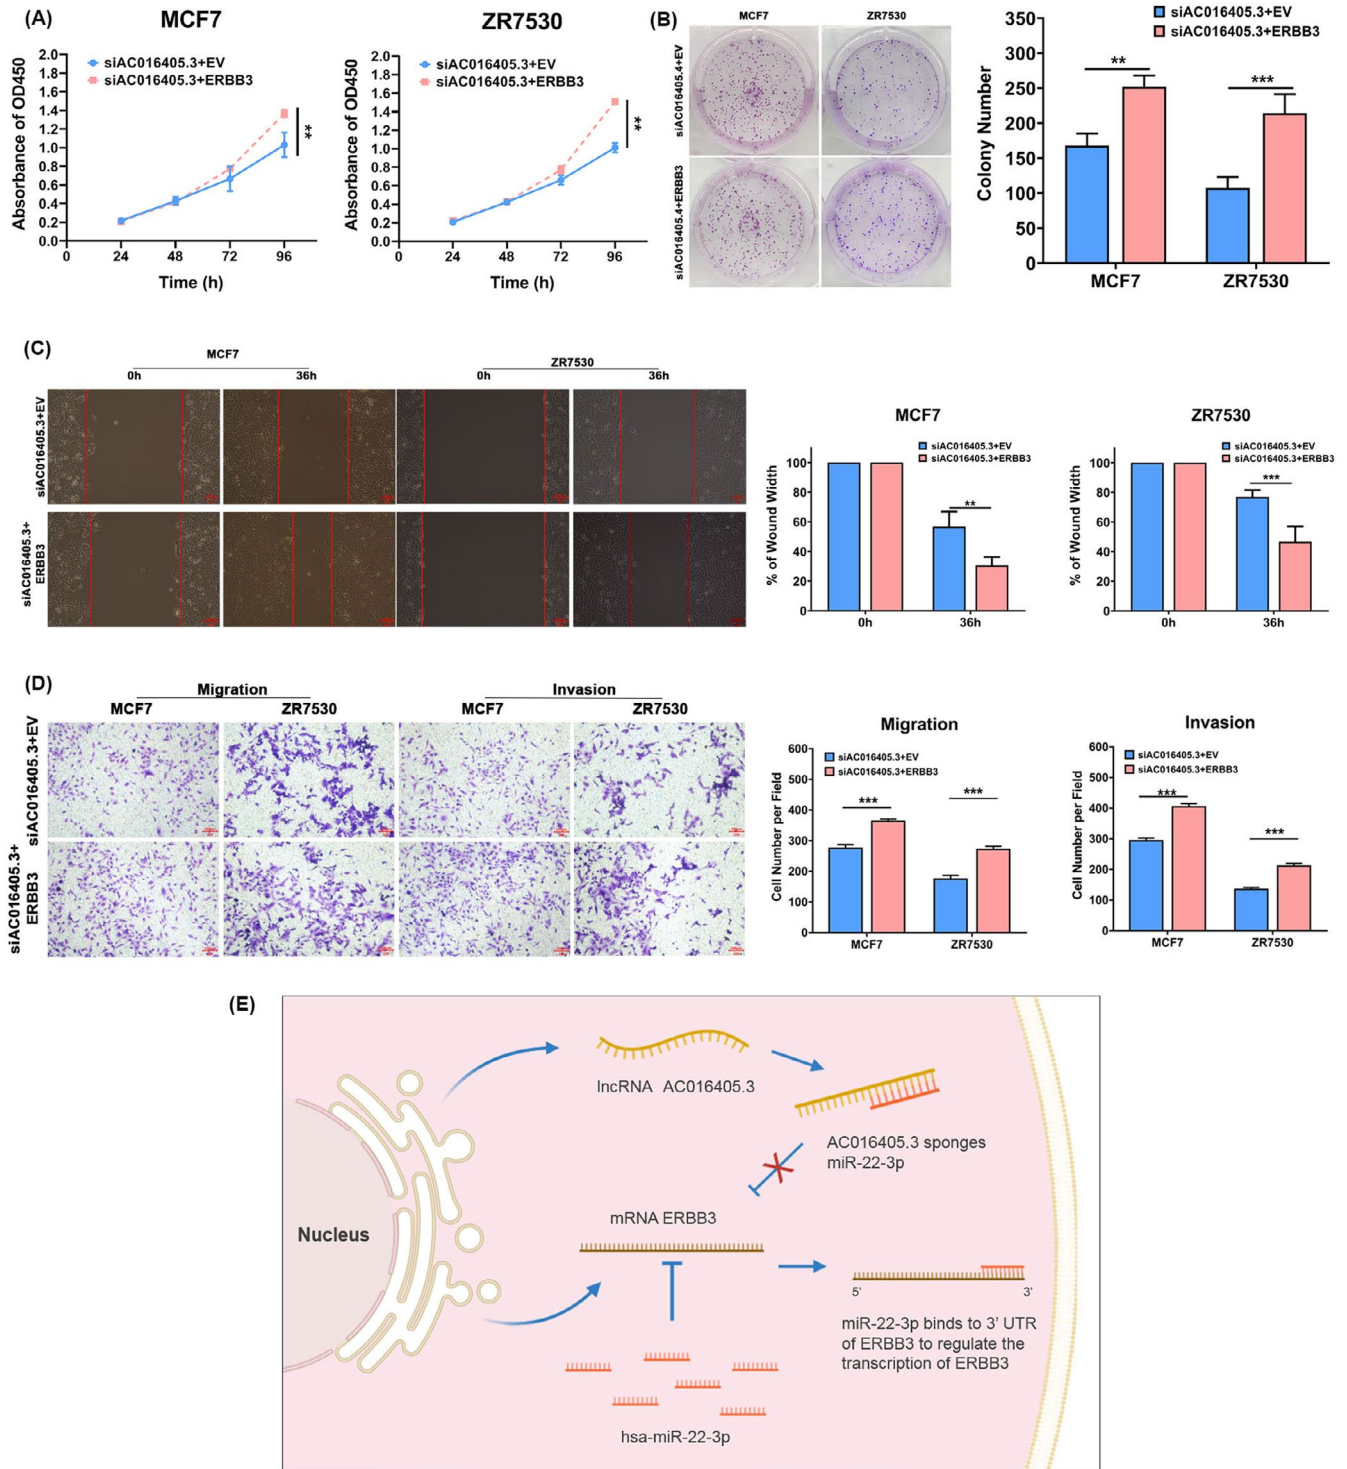 (A)
MCF7
siAC016405.3+EV
siAC016405.3+ERBB3
Absorbance of OD450
2.0
1.8
1.6
1.4
1.2
1.0
0.8
0.6
0.4
0.2
0.0
0
24
48
72
96
Time (h)
**
ZR7530
siAC016405.3+EV
siAC016405.3+ERBB3
Absorbance of OD450
2.0
1.8
1.6
1.4
1.2
1.0
0.8
0.6
0.4
0.2
0.0
0
24
48
72
96
Time (h)
**
(B)
MCF7
ZR7530
siAC016405.4+EV
siAC016405.4+ERBB3
siAC016405.3+EV
siAC016405.3+ERBB3
Colony Number
350
300
250
200
150
100
50
0
**
***
MCF7
ZR7530
(C)
MCF7
0h
36h
ZR7530
0h
36h
siAC016405.3+EV
siAC016405.3+
ERBB3
MCF7
siAC016405.3+EV
siAC016405.3+ERBB3
% of Wound Width
100
80
60
40
20
0
**
0h
36h
ZR7530
siAC016405.3+EV
siAC016405.3+ERBB3
% of Wound Width
100
80
60
40
20
0
***
0h
36h
(D)
Migration
MCF7
ZR7530
Invasion
MCF7
ZR7530
siAC016405.3+EV
siAC016405.3+
ERBB3
Migration
siAC016405.3+EV
siAC016405.3+ERBB3
Cell Number per Field
600
500
400
300
200
100
0
***
***
MCF7
ZR7530
Invasion
siAC016405.3+EV
siAC016405.3+ERBB3
Cell Number per Field
600
500
400
300
200
100
0
***
***
MCF7
ZR7530
(E)
lncRNA AC016405.3
AC016405.3 sponges
miR-22-3p
Nucleus
mRNA ERBB3
5'
3'
miR-22-3p binds to 3' UTR
of ERBB3 to regulate the
transcription of ERBB3
hsa-miR-22-3p